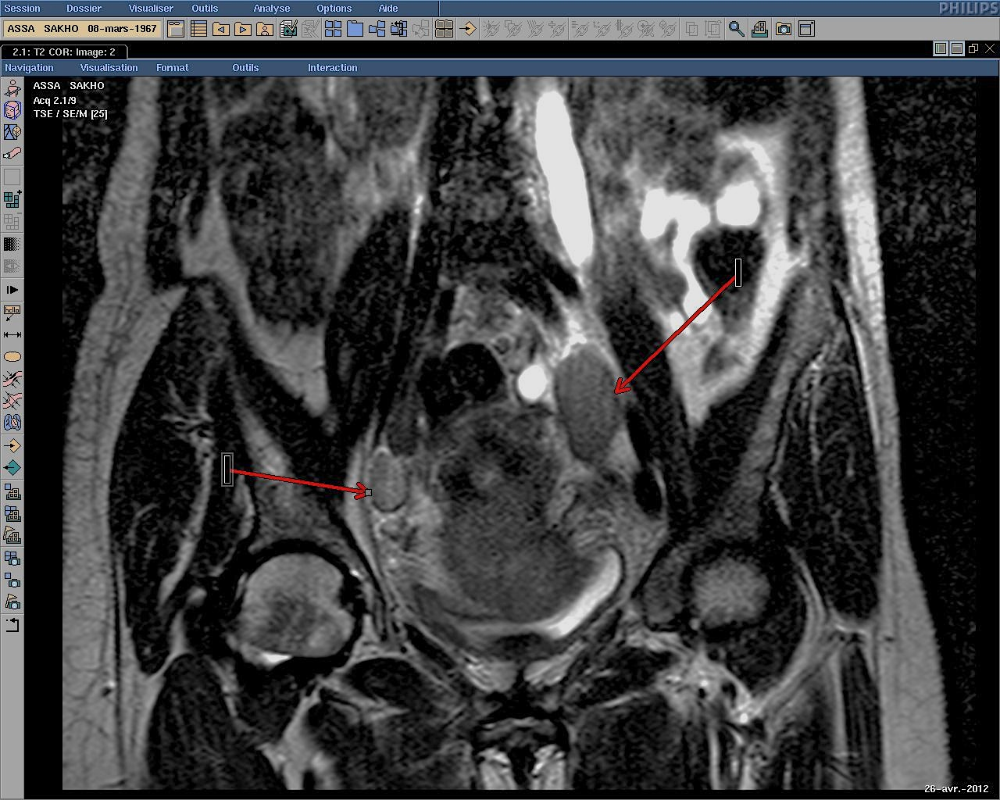 Session Dossier Visualiser Outils Analyse Options Aide
PHILIPS
ASSA SAKHO 08-mars-1967
2.1: T2 COR: Image: 2
Navigation Visualisation Format Outils Interaction
hello
ASSA SAKHO
Acq 2.1/9
TSE / SE/M [25]
26-avr.-2012